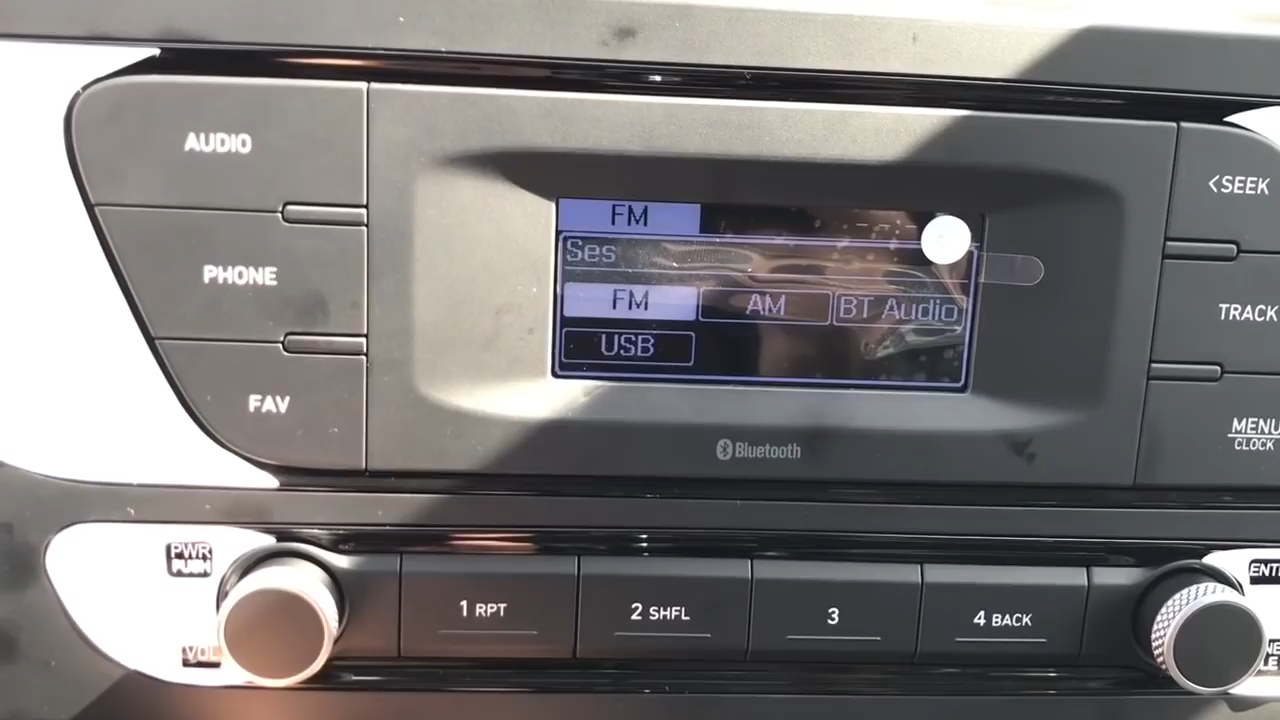 AUDIO
PHONE
FAV
FM
Ses
FM AM BT Audio
USB
Bluetooth
<SEEK
TRACK
MENU
CLOCK
PWR
PUSH
VOL
1 RPT
2 SHFL
3
4 BACK